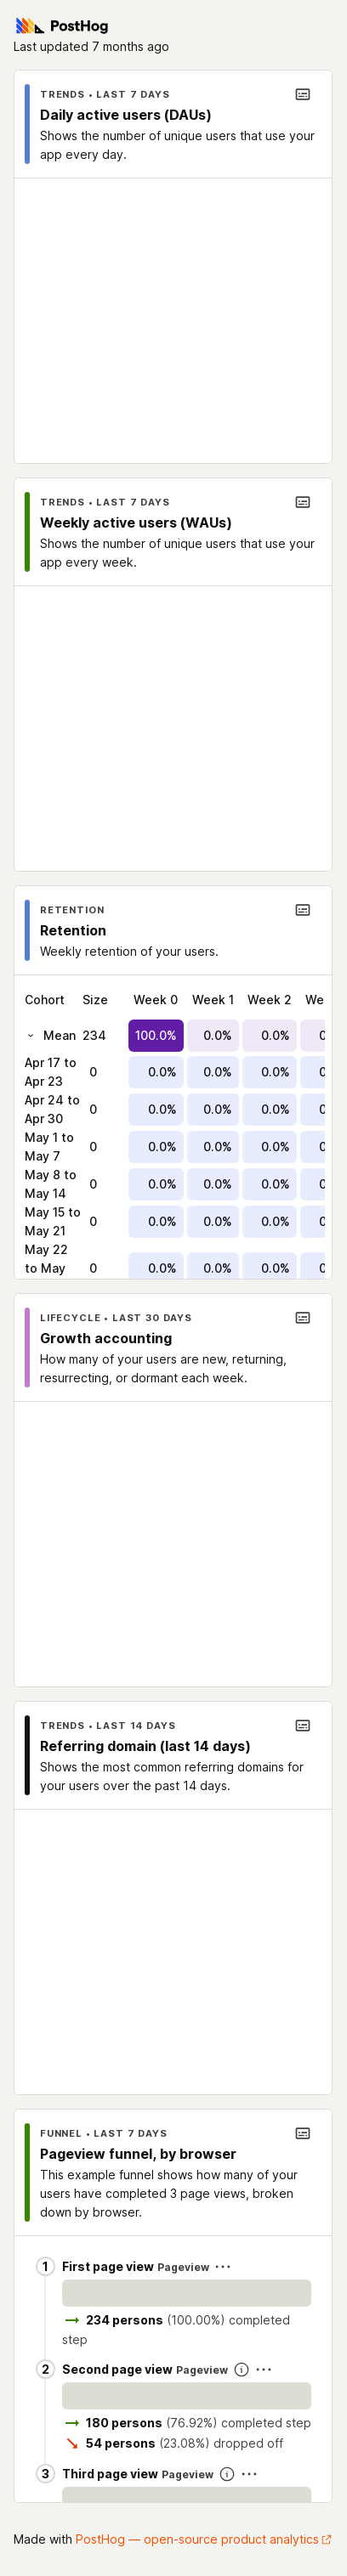 PostHog
Last updated 7 months ago
TRENDS • LAST 7 DAYS
Daily active users (DAUs)
Shows the number of unique users that use your
app every day.
TRENDS • LAST 7 DAYS
Weekly active users (WAUs)
Shows the number of unique users that use your
app every week.
RETENTION
Retention
Weekly retention of your users.
Cohort Size Week 0 Week 1 Week 2 We
Mean 234 100.0% 0.0% 0.0% 0
Apr 17 to
Apr 23 0 0.0% 0.0% 0.0% 0
Apr 24 to
Apr 30 0 0.0% 0.0% 0.0% 0
May 1 to
May 7 0 0.0% 0.0% 0.0% 0
May 8 to
May 14 0 0.0% 0.0% 0.0% 0
May 15 to
May 21 0 0.0% 0.0% 0.0% 0
May 22
to May 0 0.0% 0.0% 0.0% 0
LIFECYCLE • LAST 30 DAYS
Growth accounting
How many of your users are new, returning,
resurrecting, or dormant each week.
TRENDS • LAST 14 DAYS
Referring domain (last 14 days)
Shows the most common referring domains for
your users over the past 14 days.
FUNNEL • LAST 7 DAYS
Pageview funnel, by browser
This example funnel shows how many of your
users have completed 3 page views, broken
down by browser.
1 First page view Pageview
234 persons (100.00%) completed
step
2 Second page view Pageview
180 persons (76.92%) completed step
54 persons (23.08%) dropped off
3 Third page view Pageview
Made with PostHog — open-source product analytics